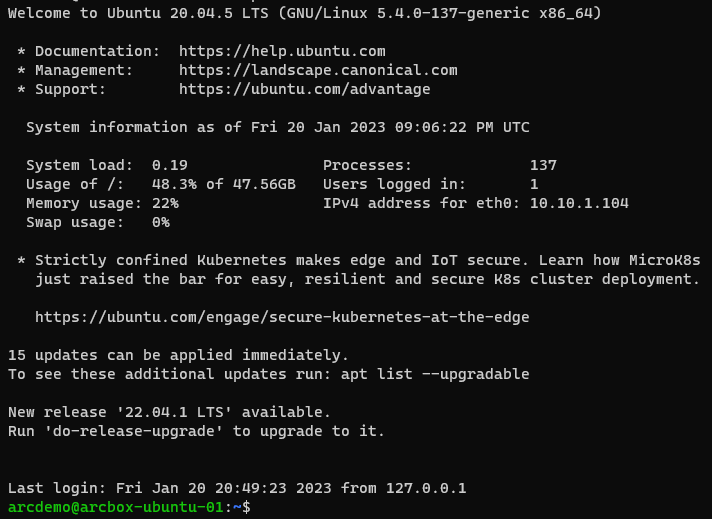 Welcome to Ubuntu 20.04.5 LTS (GNU/Linux 5.4.0-137-generic x86_64)
* Documentation:  https://help.ubuntu.com
* Management:     https://landscape.canonical.com
* Support:        https://ubuntu.com/advantage
System information as of Fri 20 Jan 2023 09:06:22 PM UTC
System load:  0.19               Processes:             137
Usage of /:   48.3% of 47.56GB   Users logged in:       1
Memory usage: 22%                IPv4 address for eth0: 10.10.1.104
Swap usage:   0%
* Strictly confined Kubernetes makes edge and IoT secure. Learn how MicroK8s
just raised the bar for easy, resilient and secure K8s cluster deployment.
https://ubuntu.com/engage/secure-kubernetes-at-the-edge
15 updates can be applied immediately.
To see these additional updates run: apt list --upgradable
New release '22.04.1 LTS' available.
Run 'do-release-upgrade' to upgrade to it.
Last login: Fri Jan 20 20:49:23 2023 from 127.0.0.1
arcdemo@arcbox-ubuntu-01:~$